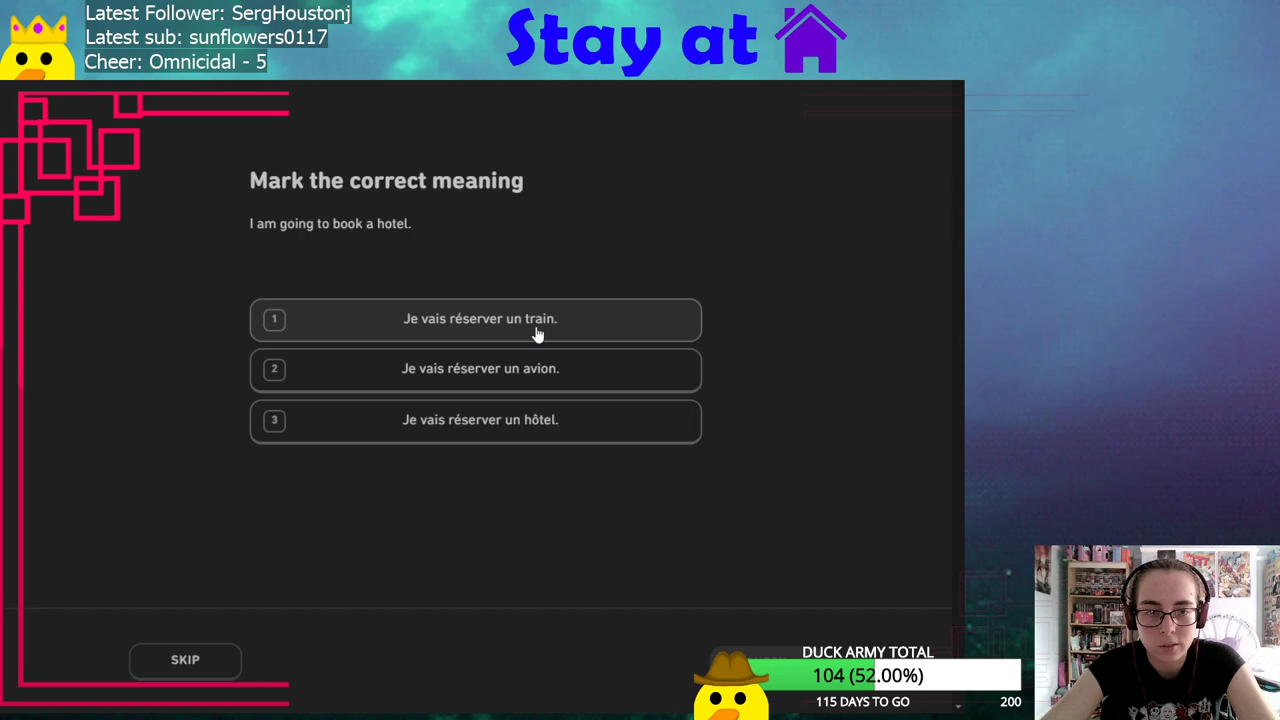 Latest Follower: SergHoustonj
Latest sub: sunflowers0117
Cheer: Omnicidal - 5
Stay at
Mark the correct meaning
I am going to book a hotel.
1 Je vais réserver un train.
2 Je vais réserver un avion.
3 Je vais réserver un hôtel.
SKIP
DUCK ARMY TOTAL
104 (52.00%)
115 DAYS TO GO 200